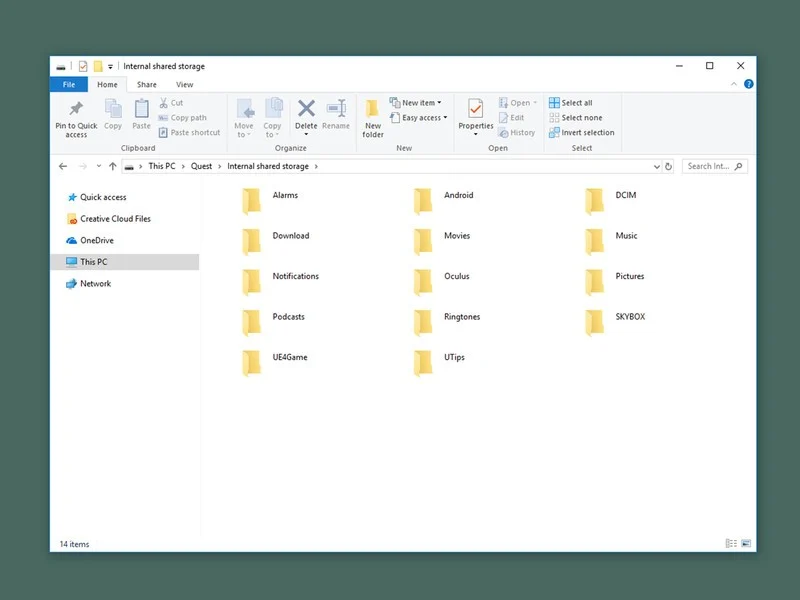 Internal shared storage
File Home Share View
Pin to Quick access
Copy
Paste
Cut
Copy path
Paste shortcut
Clipboard
Move to
Copy to
Delete
Rename
Organize
New folder
New item
Easy access
New
Properties
Open
Edit
History
Open
Select all
Select none
Invert selection
Select
This PC > Quest > Internal shared storage >
Search Int...
Quick access
Creative Cloud Files
OneDrive
This PC
Network
Alarms Android DCIM
Download Movies Music
Notifications Oculus Pictures
Podcasts Ringtones SKYBOX
UE4Game UTips
14 items